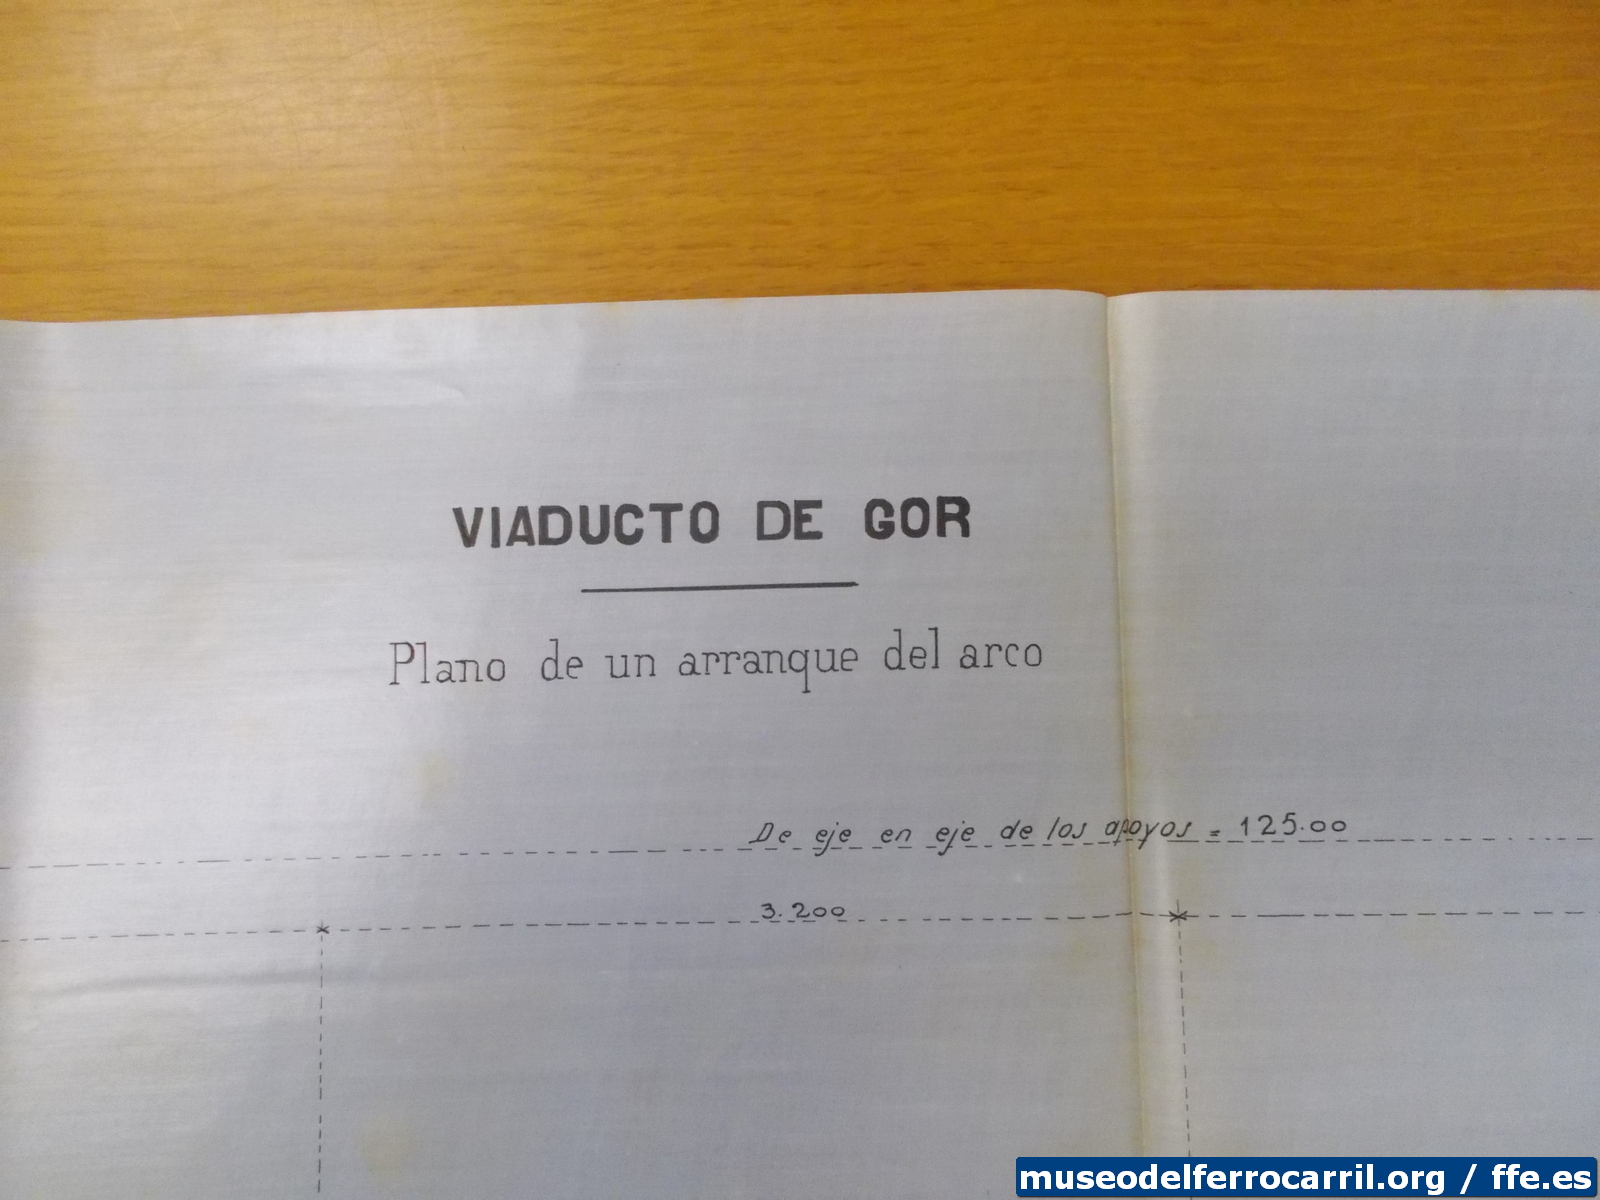 VIADUCTO DE GOR
Plano de un arranque del arco
De eje en eje de los apoyos = 125.00
3.200
museodelferrocarril.org / ffe.es